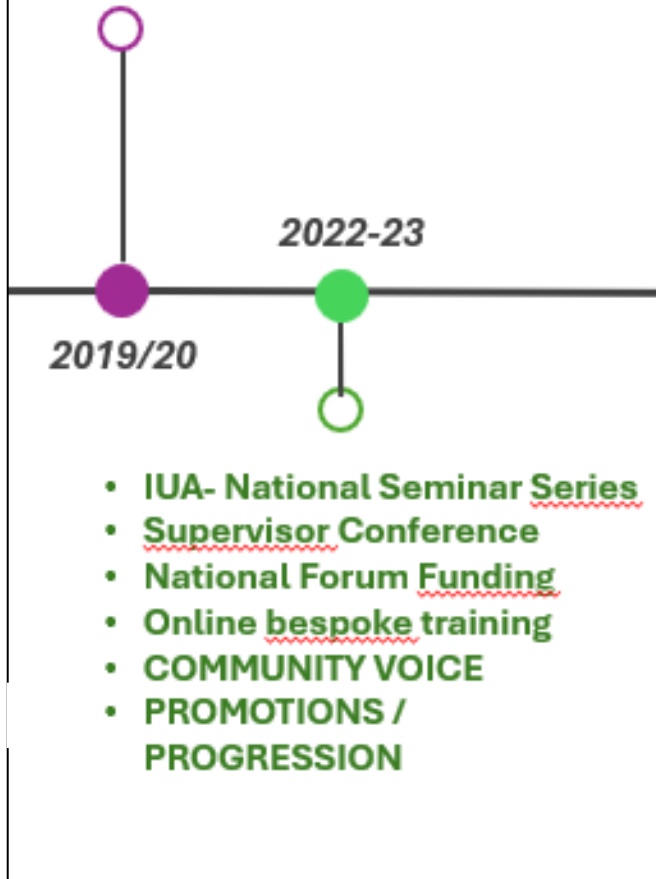 2022-23
2019/20
• IUA- National Seminar Series
• Supervisor Conference
• National Forum Funding
• Online bespoke training
• COMMUNITY VOICE
• PROMOTIONS /
PROGRESSION